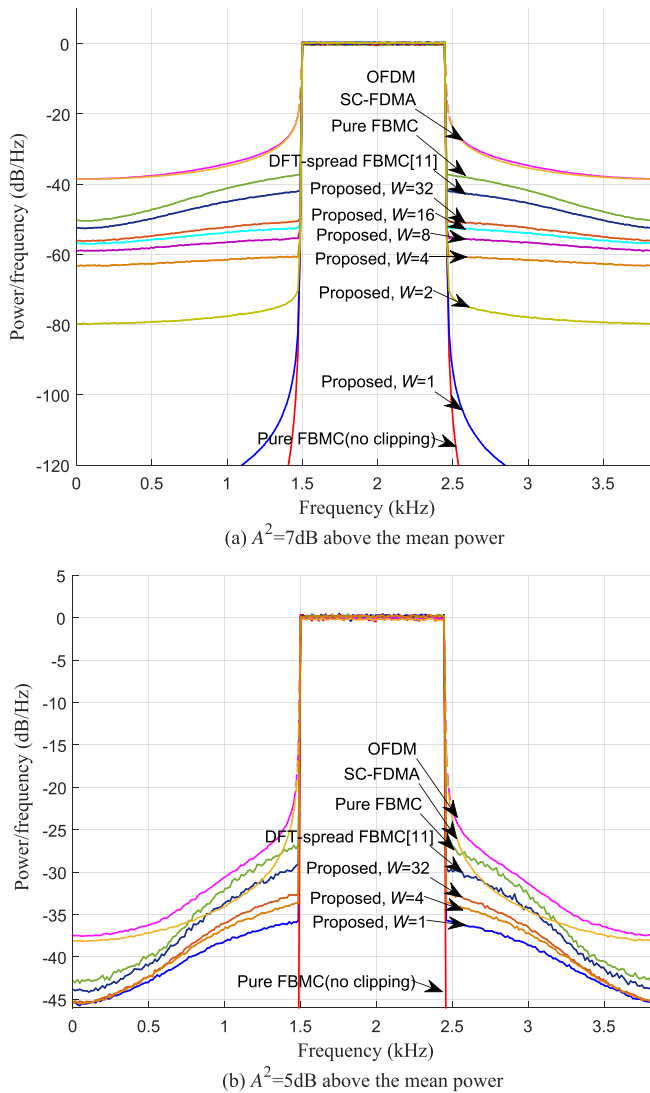 0
-20
-40
-60
-80
-100
-120
Power/frequency (dB/Hz)
OFDM
SC-FDMA
Pure FBMC
DFT-spread FBMC[11]
Proposed, W=32
Proposed, W=16
Proposed, W=8
Proposed, W=4
Proposed, W=2
Proposed, W=1
Pure FBMC(no clipping)
0 0.5 1 1.5 2 2.5 3 3.5
Frequency (kHz)
(a) A²=7dB above the mean power
5
0
-5
-10
-15
-20
-25
-30
-35
-40
-45
Power/frequency (dB/Hz)
OFDM
SC-FDMA
Pure FBMC
DFT-spread FBMC[11]
Proposed, W=32
Proposed, W=4
Proposed, W=1
Pure FBMC(no clipping)
0 0.5 1 1.5 2 2.5 3 3.5
Frequency (kHz)
(b) A²=5dB above the mean power